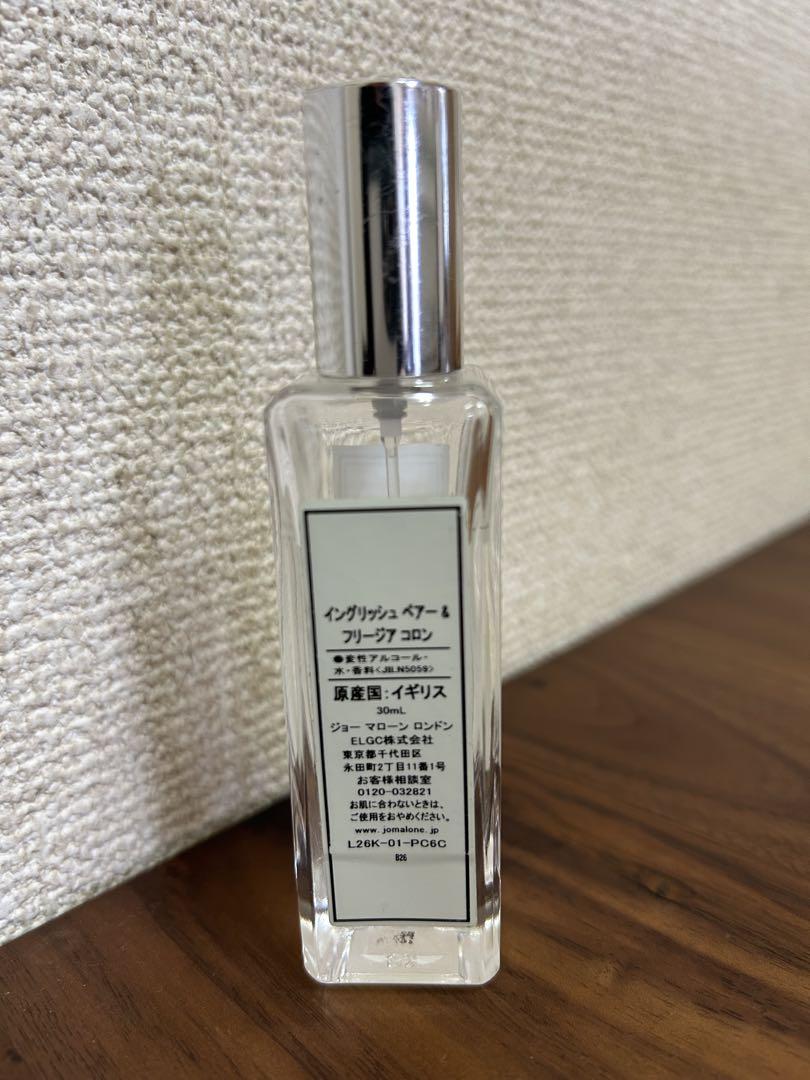 イングリッシュ ペアー &
フリージア コロン
●変性アルコール・
水・香料<JILN5059>
原産国:イギリス
30mL
ジョー マローン ロンドン
ELGC株式会社
東京都千代田区
永田町2丁目11番1号
お客様相談室
0120-032821
お肌に合わないときは、
ご使用をおやめください。
www.jomalone.jp
L26K-01-PC6C
B26